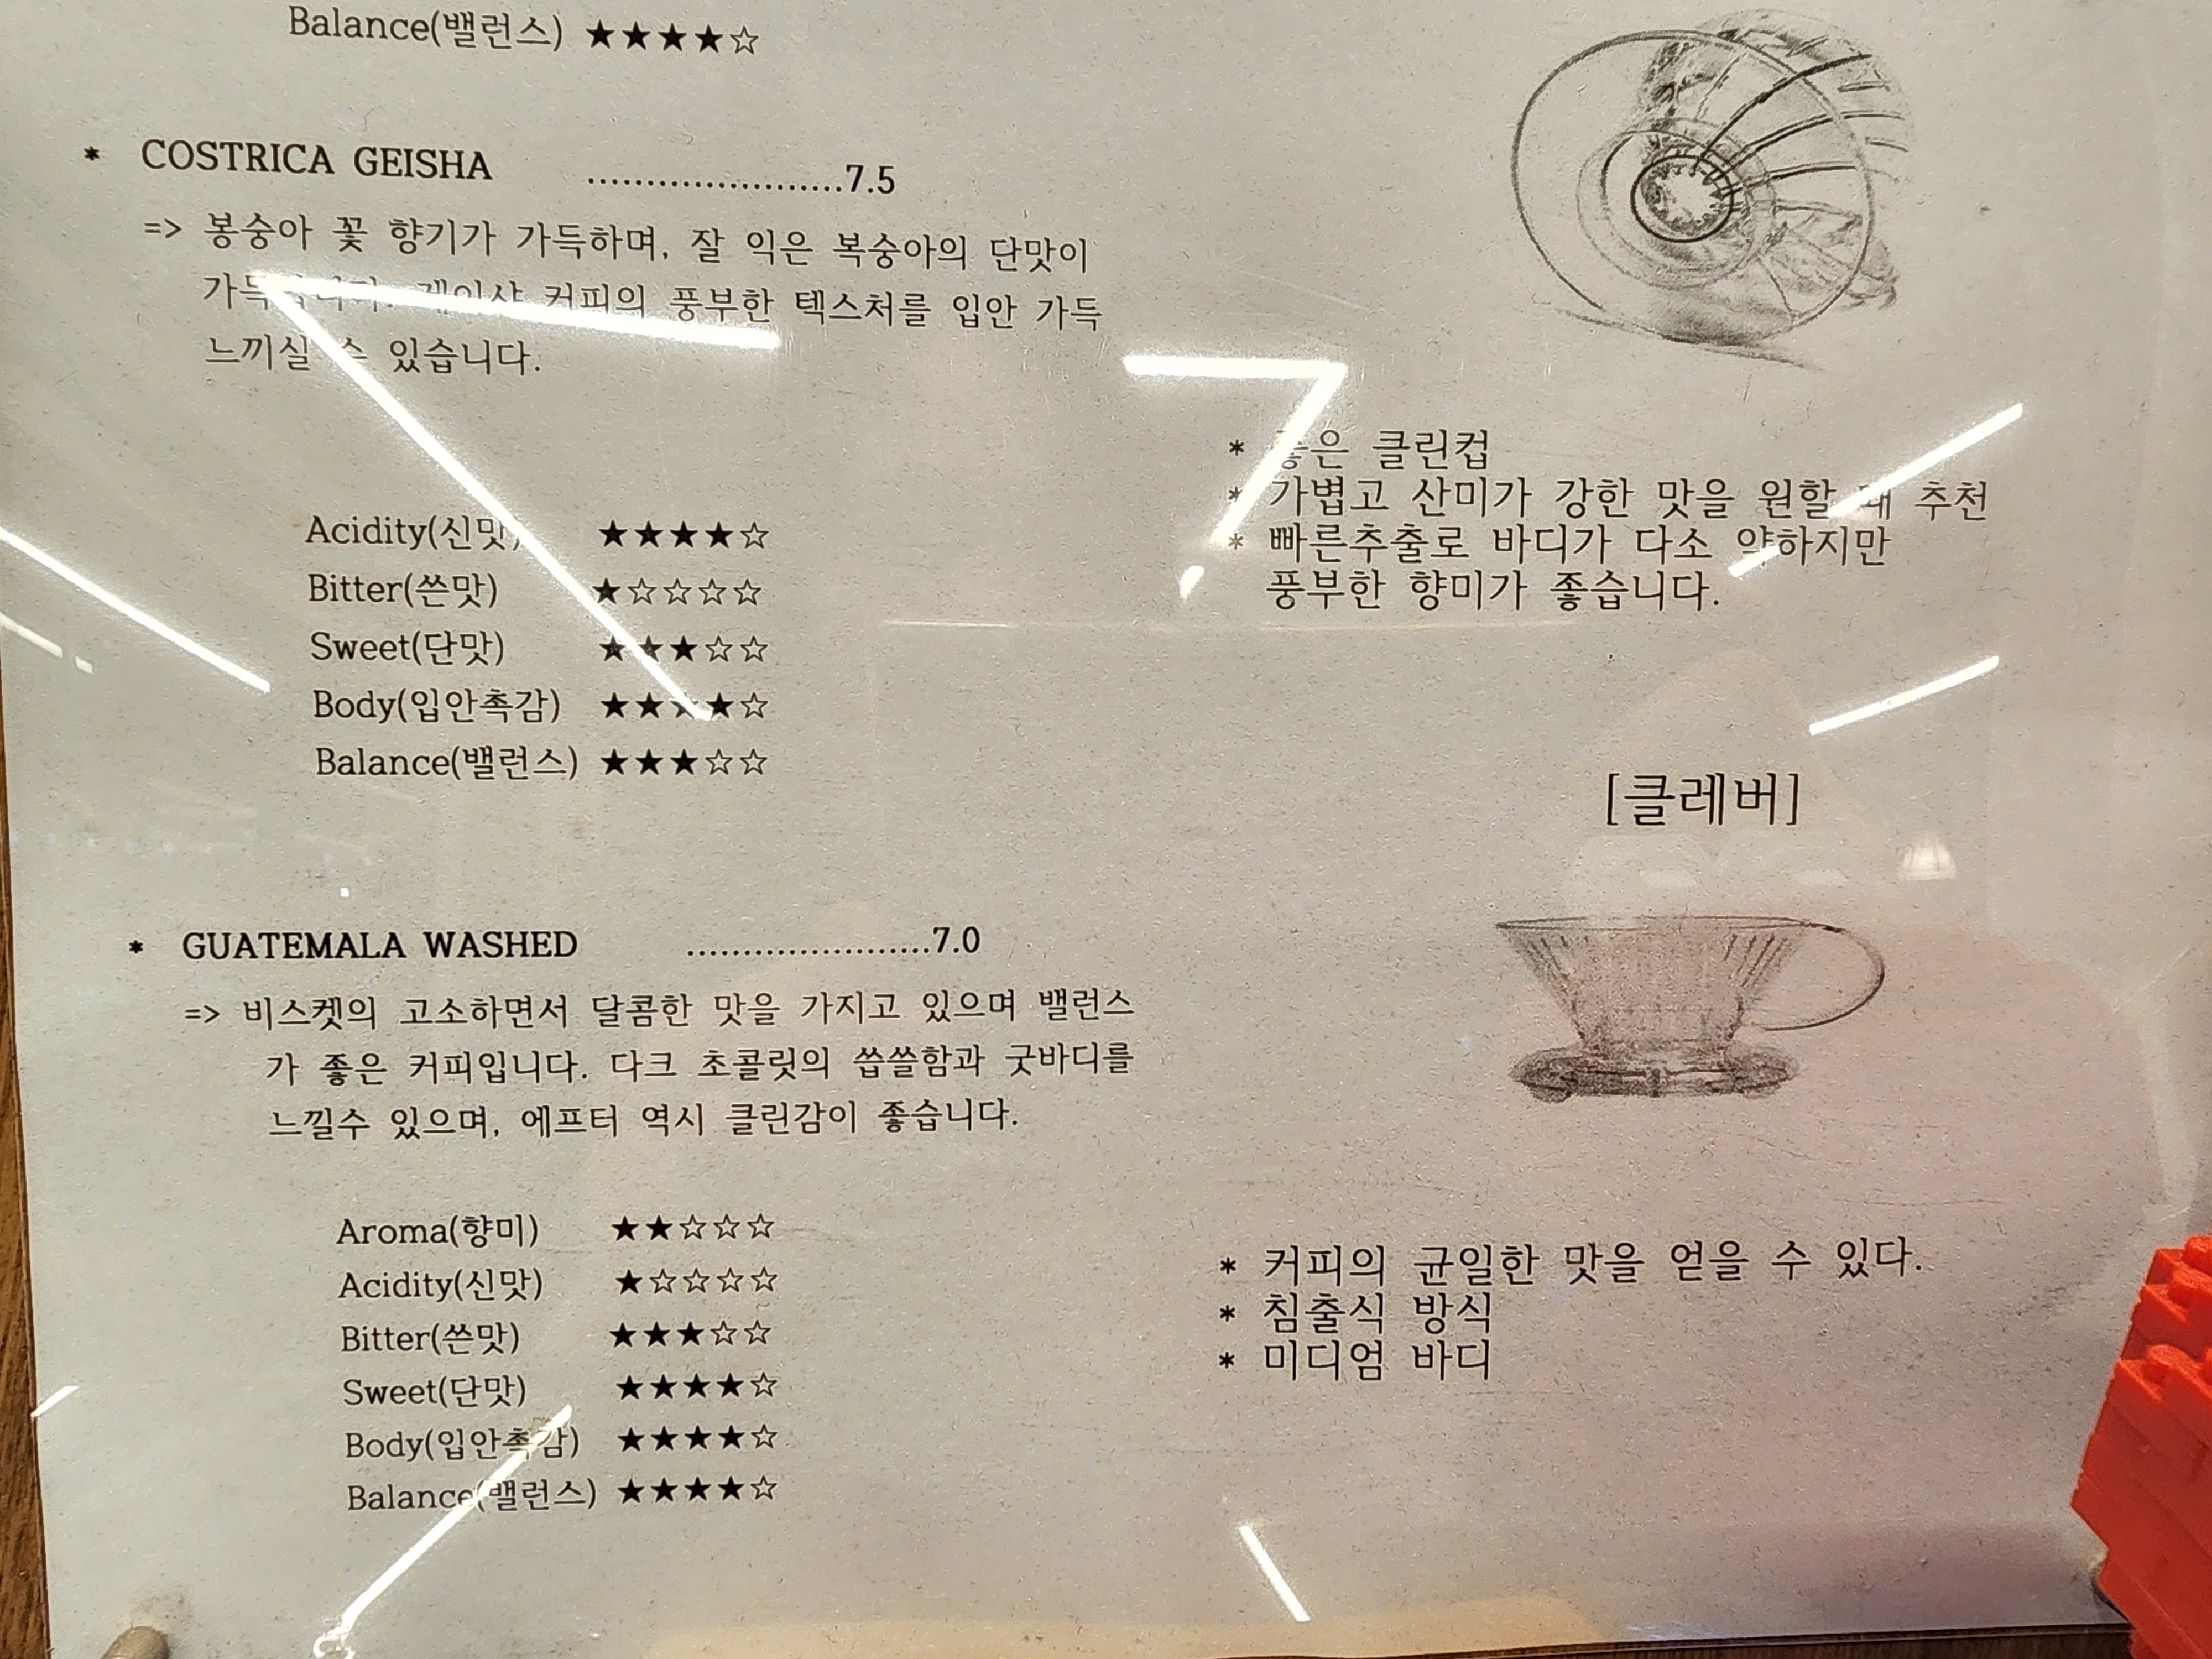 Balance(밸런스) ★★★★☆
* COSTRICA GEISHA ......................7.5
=> 봉숭아 꽃 향기가 가득하며, 잘 익은 복숭아의 단맛이
커피의 풍부한 텍스처를 입안 가득
느끼실 수 있습니다.
Acidity(신맛) ★★★★☆
Bitter(쓴맛) ★☆☆☆☆
Sweet(단맛) ★★★☆☆
Body(입안촉감) ★★★★☆
Balance(밸런스) ★★★☆☆
* GUATEMALA WASHED ......................7.0
=> 비스켓의 고소하면서 달콤한 맛을 가지고 있으며 밸런스
가 좋은 커피입니다. 다크 초콜릿의 씁쓸함과 굿바디를
느낄수 있으며, 에프터 역시 클린감이 좋습니다.
Aroma(향미) ★★☆☆☆
Acidity(신맛) ★☆☆☆☆
Bitter(쓴맛) ★★★☆☆
Sweet(단맛) ★★★★☆
Body(입안촉감) ★★★★☆
Balance(밸런스) ★★★★☆
* 좋은 클린컵
* 가볍고 산미가 강한 맛을 원할 때 추천
* 빠른추출로 바디가 다소 약하지만
풍부한 향미가 좋습니다.
[클레버]
* 커피의 균일한 맛을 얻을 수 있다.
* 침출식 방식
* 미디엄 바디